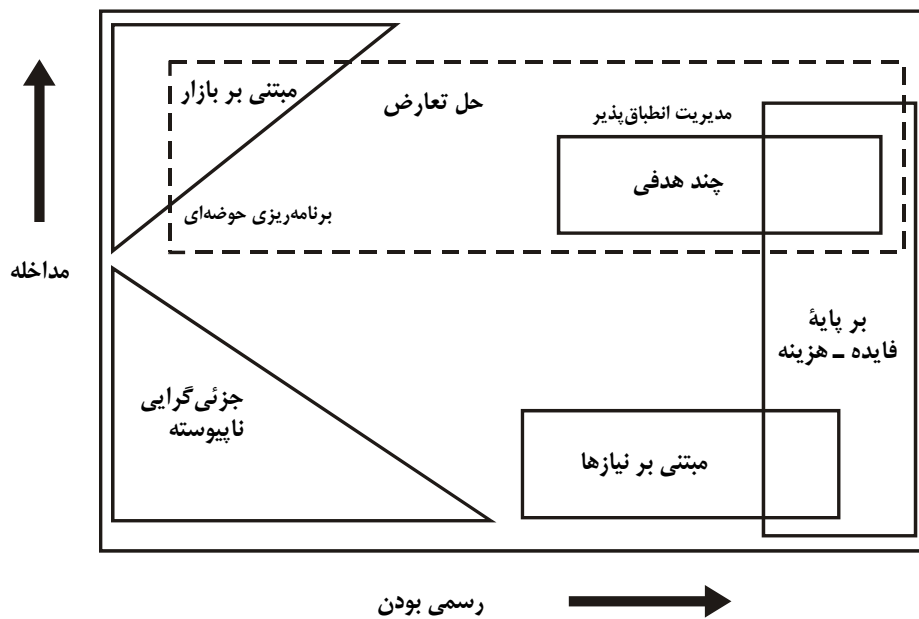 مبتنی بر بازار
حل تعارض
مدیریت انطباق‌پذیر
چند هدفی
برنامه‌ریزی حوضه‌ای
مداخله
بر پایهٔ
فایده ـ هزینه
جزئی‌گرایی
ناپیوسته
مبتنی بر نیازها
رسمی بودن